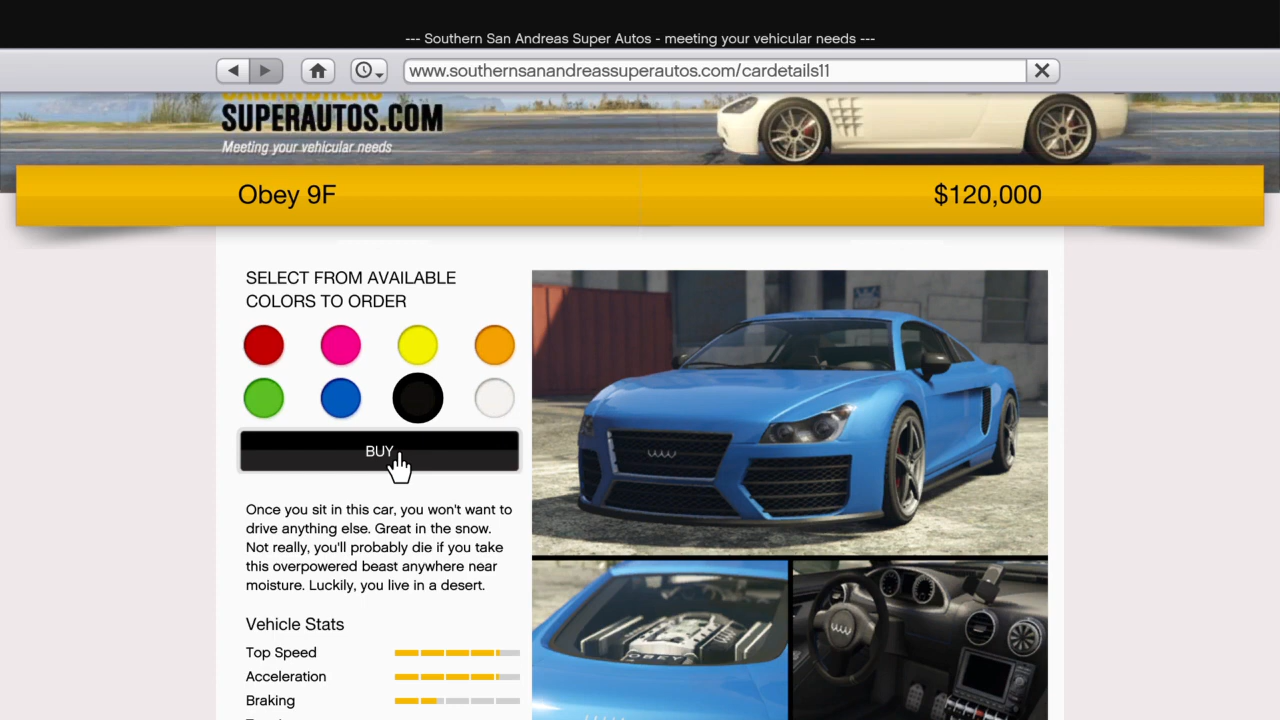 --- Southern San Andreas Super Autos - meeting your vehicular needs ---
www.southernsanandreassuperautos.com/cardetails11
SUPERAUTOS.COM
Meeting your vehicular needs
Obey 9F
$120,000
SELECT FROM AVAILABLE
COLORS TO ORDER
BUY
Once you sit in this car, you won't want to
drive anything else. Great in the snow.
Not really, you'll probably die if you take
this overpowered beast anywhere near
moisture. Luckily, you live in a desert.
Vehicle Stats
Top Speed
Acceleration
Braking
OBEY